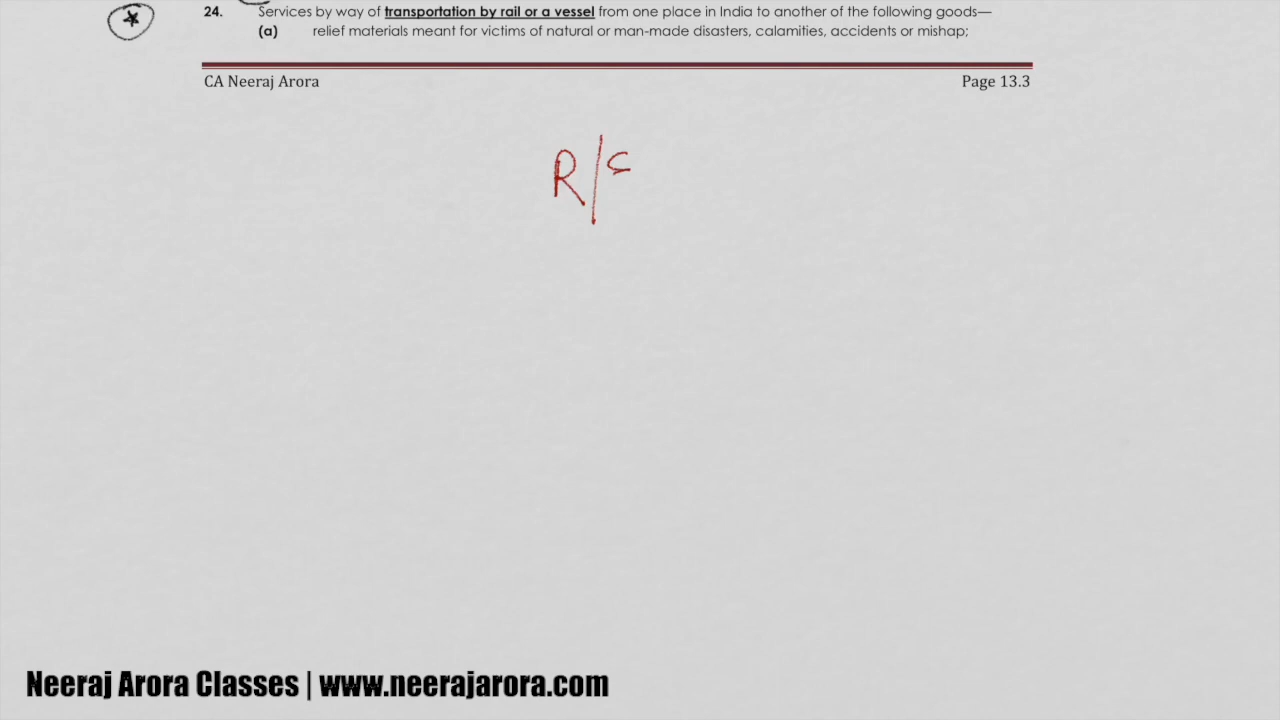 24. Services by way of transportation by rail or a vessel from one place in India to another of the following goods—
(a) relief materials meant for victims of natural or man-made disasters, calamities, accidents or mishap;
CA Neeraj Arora Page 13.3
R/S
Neeraj Arora Classes | www.neerajarora.com